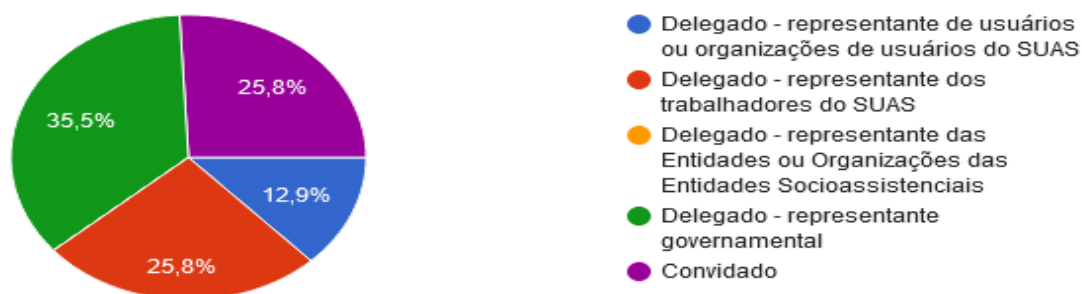 25,8%
35,5%
12,9%
25,8%
Delegado - representante de usuários
ou organizações de usuários do SUAS
Delegado - representante dos
trabalhadores do SUAS
Delegado - representante das
Entidades ou Organizações das
Entidades Socioassistenciais
Delegado - representante
governamental
Convidado